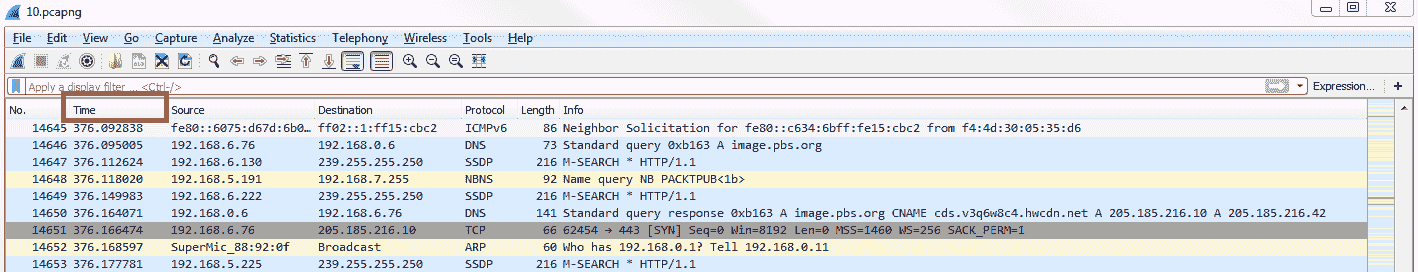 10.pcapng
File Edit View Go Capture Analyze Statistics Telephony Wireless Tools Help
Apply a display filter ... <Ctrl-/> Expression... +
No. Time Source Destination Protocol Length Info
14645 376.092838 fe80::6075:d67d:6b0… ff02::1:ff15:cbc2 ICMPv6 86 Neighbor Solicitation for fe80::c634:6bff:fe15:cbc2 from f4:4d:30:05:35:d6
14646 376.095005 192.168.6.76 192.168.0.6 DNS 73 Standard query 0xb163 A image.pbs.org
14647 376.112624 192.168.6.130 239.255.255.250 SSDP 216 M-SEARCH * HTTP/1.1
14648 376.118020 192.168.5.191 192.168.7.255 NBNS 92 Name query NB PACKTPUB<1b>
14649 376.149983 192.168.6.222 239.255.255.250 SSDP 216 M-SEARCH * HTTP/1.1
14650 376.164071 192.168.0.6 192.168.6.76 DNS 141 Standard query response 0xb163 A image.pbs.org CNAME cds.v3q6w8c4.hwcdn.net A 205.185.216.10 A 205.185.216.42
14651 376.166474 192.168.6.76 205.185.216.10 TCP 66 62454 → 443 [SYN] Seq=0 Win=8192 Len=0 MSS=1460 WS=256 SACK_PERM=1
14652 376.168597 SuperMic_88:92:0f Broadcast ARP 60 Who has 192.168.0.1? Tell 192.168.0.11
14653 376.177781 192.168.5.225 239.255.255.250 SSDP 216 M-SEARCH * HTTP/1.1